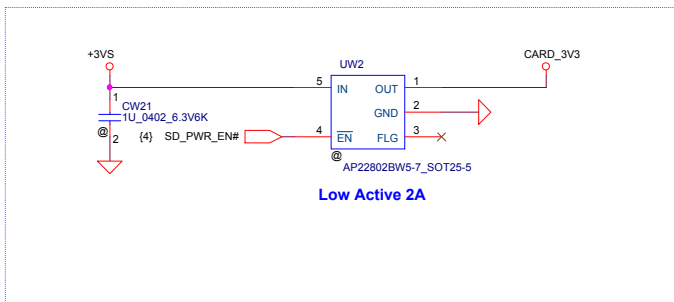 +3VS
CARD_3V3
UW2
5 IN OUT 1
1
CW21
1U_0402_6.3V6K
GND 2
@
2
{4} SD_PWR_EN# 4 EN FLG 3
@
AP22802BW5-7_SOT25-5
Low Active 2A